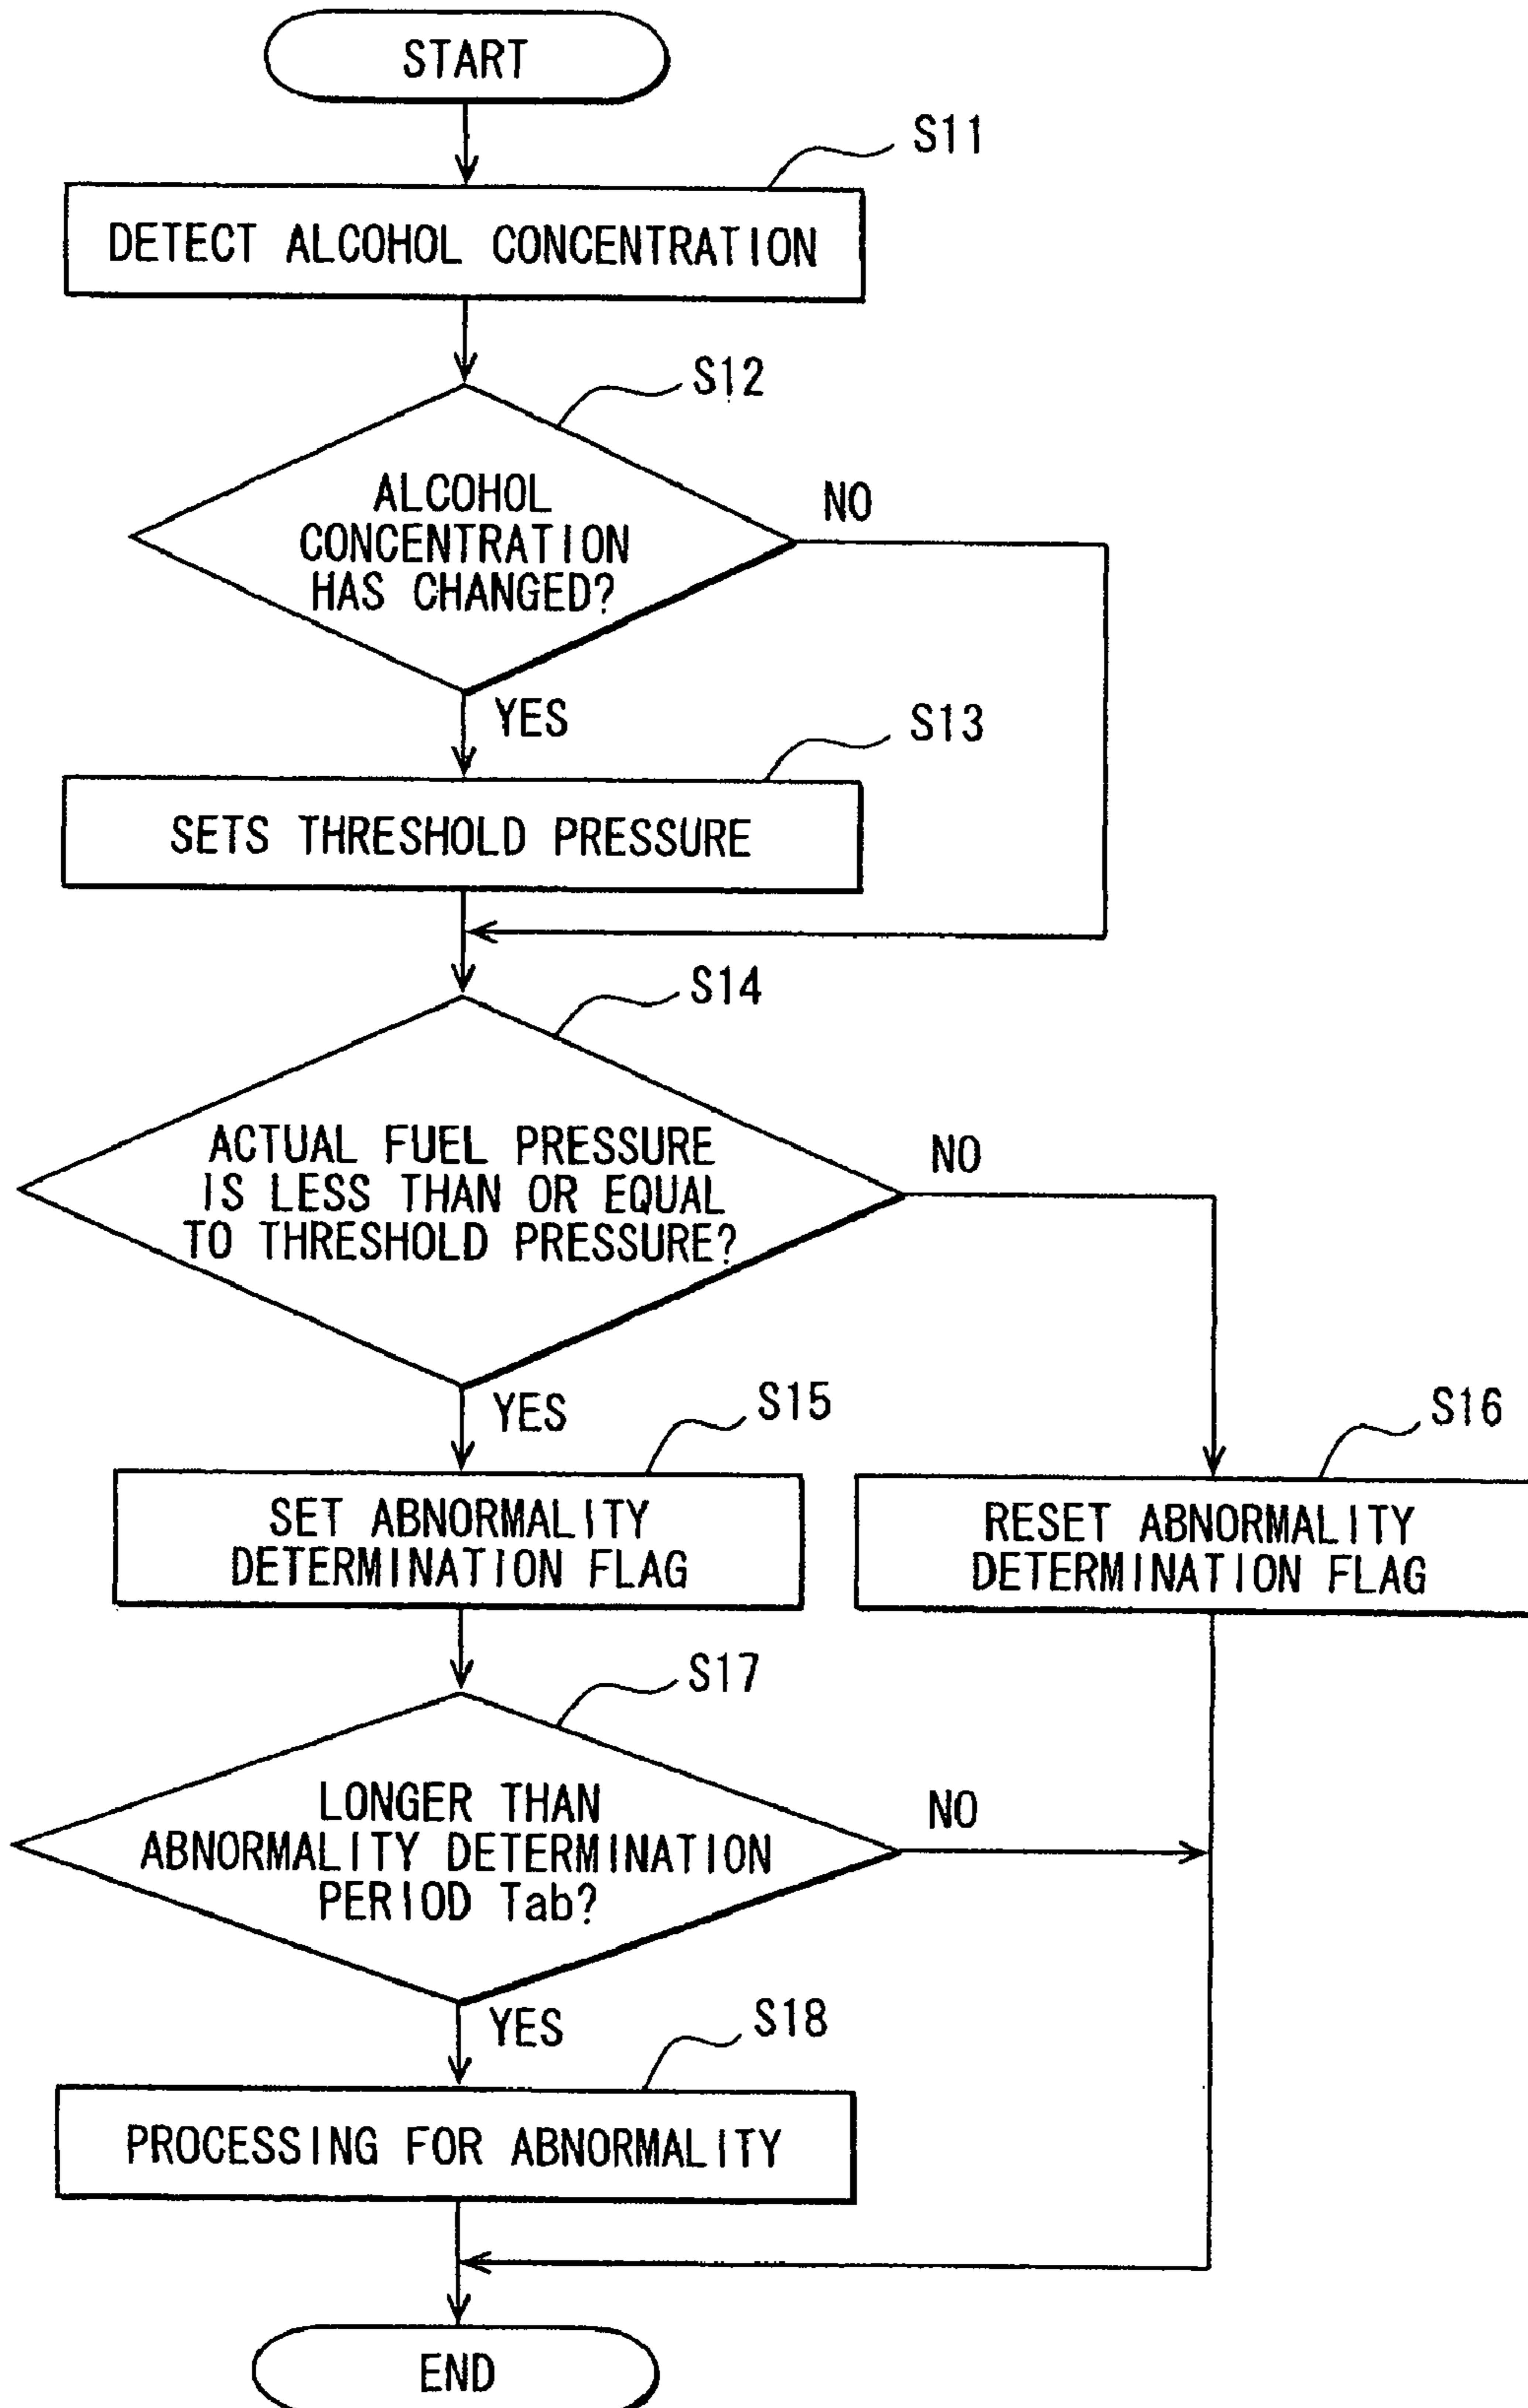 START
S11
DETECT ALCOHOL CONCENTRATION
S12
ALCOHOL
CONCENTRATION
HAS CHANGED?
NO
YES
S13
SETS THRESHOLD PRESSURE
S14
ACTUAL FUEL PRESSURE
IS LESS THAN OR EQUAL
TO THRESHOLD PRESSURE?
NO
YES
S15
SET ABNORMALITY
DETERMINATION FLAG
S16
RESET ABNORMALITY
DETERMINATION FLAG
S17
LONGER THAN
ABNORMALITY DETERMINATION
PERIOD Tab?
NO
YES
S18
PROCESSING FOR ABNORMALITY
END